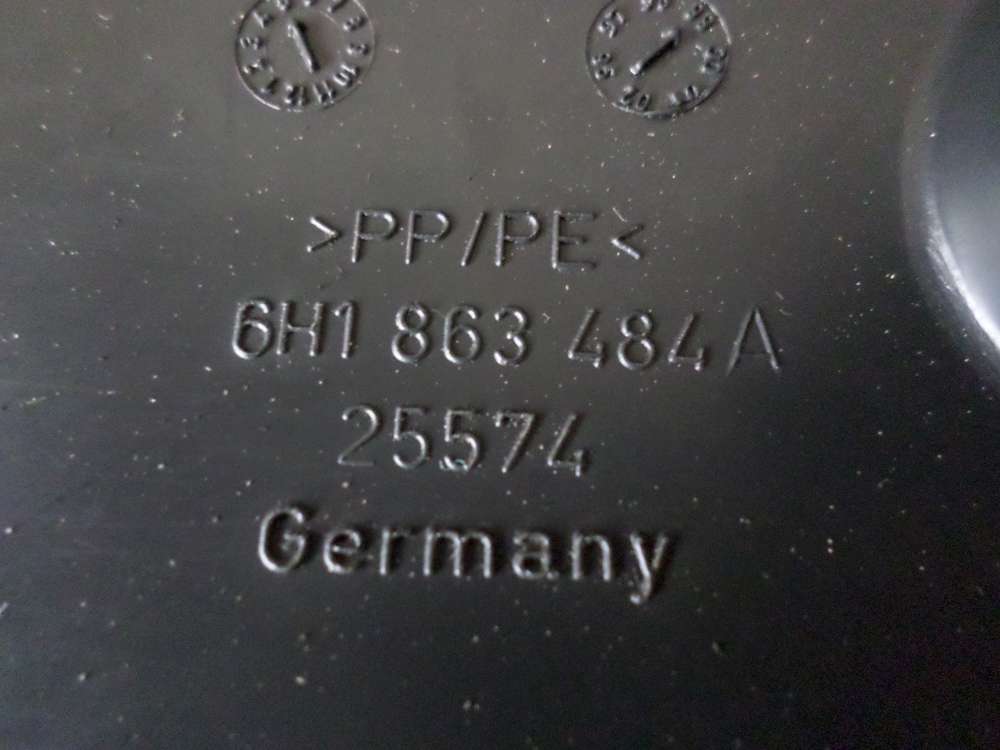 >PP/PE<
6H1 863 484 A
25574
Germany